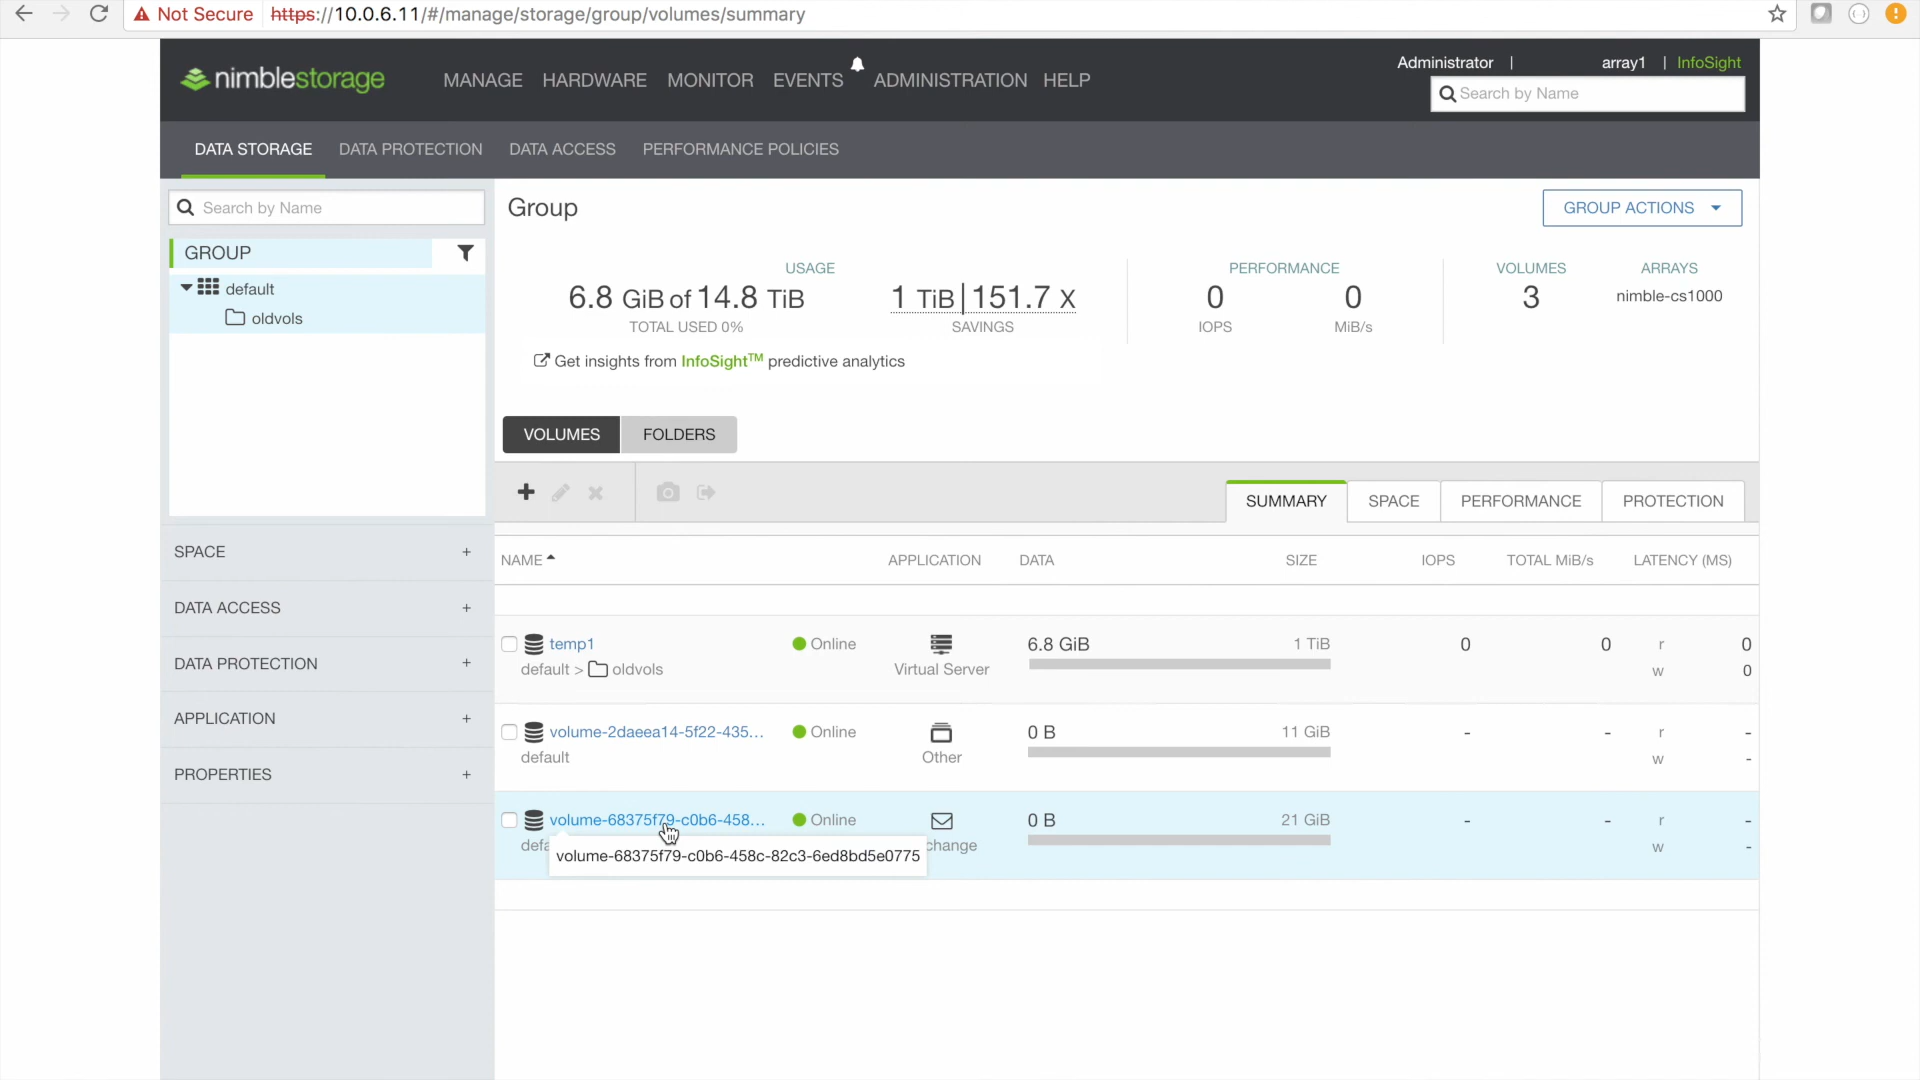 Not Secure https://10.0.6.11/#/manage/storage/group/volumes/summary
nimblestorage MANAGE HARDWARE MONITOR EVENTS ADMINISTRATION HELP
Administrator | array1 | InfoSight
Search by Name
DATA STORAGE DATA PROTECTION DATA ACCESS PERFORMANCE POLICIES
Search by Name
GROUP
default
oldvols
SPACE +
DATA ACCESS +
DATA PROTECTION +
APPLICATION +
PROPERTIES +
Group
GROUP ACTIONS
USAGE PERFORMANCE VOLUMES ARRAYS
6.8 GiB of 14.8 TiB 1 TiB|151.7 X 0 0 3 nimble-cs1000
TOTAL USED 0% SAVINGS IOPS MiB/s
Get insights from InfoSight™ predictive analytics
VOLUMES FOLDERS
SUMMARY SPACE PERFORMANCE PROTECTION
NAME APPLICATION DATA SIZE IOPS TOTAL MiB/s LATENCY (MS)
temp1 Online 6.8 GiB 1 TiB 0 0 r 0
default > oldvols Virtual Server w 0
volume-2daeea14-5f22-435... Online 0 B 11 GiB - - r -
default Other w -
volume-68375f79-c0b6-458... Online 0 B 21 GiB - - r -
defa change w -
volume-68375f79-c0b6-458c-82c3-6ed8bd5e0775